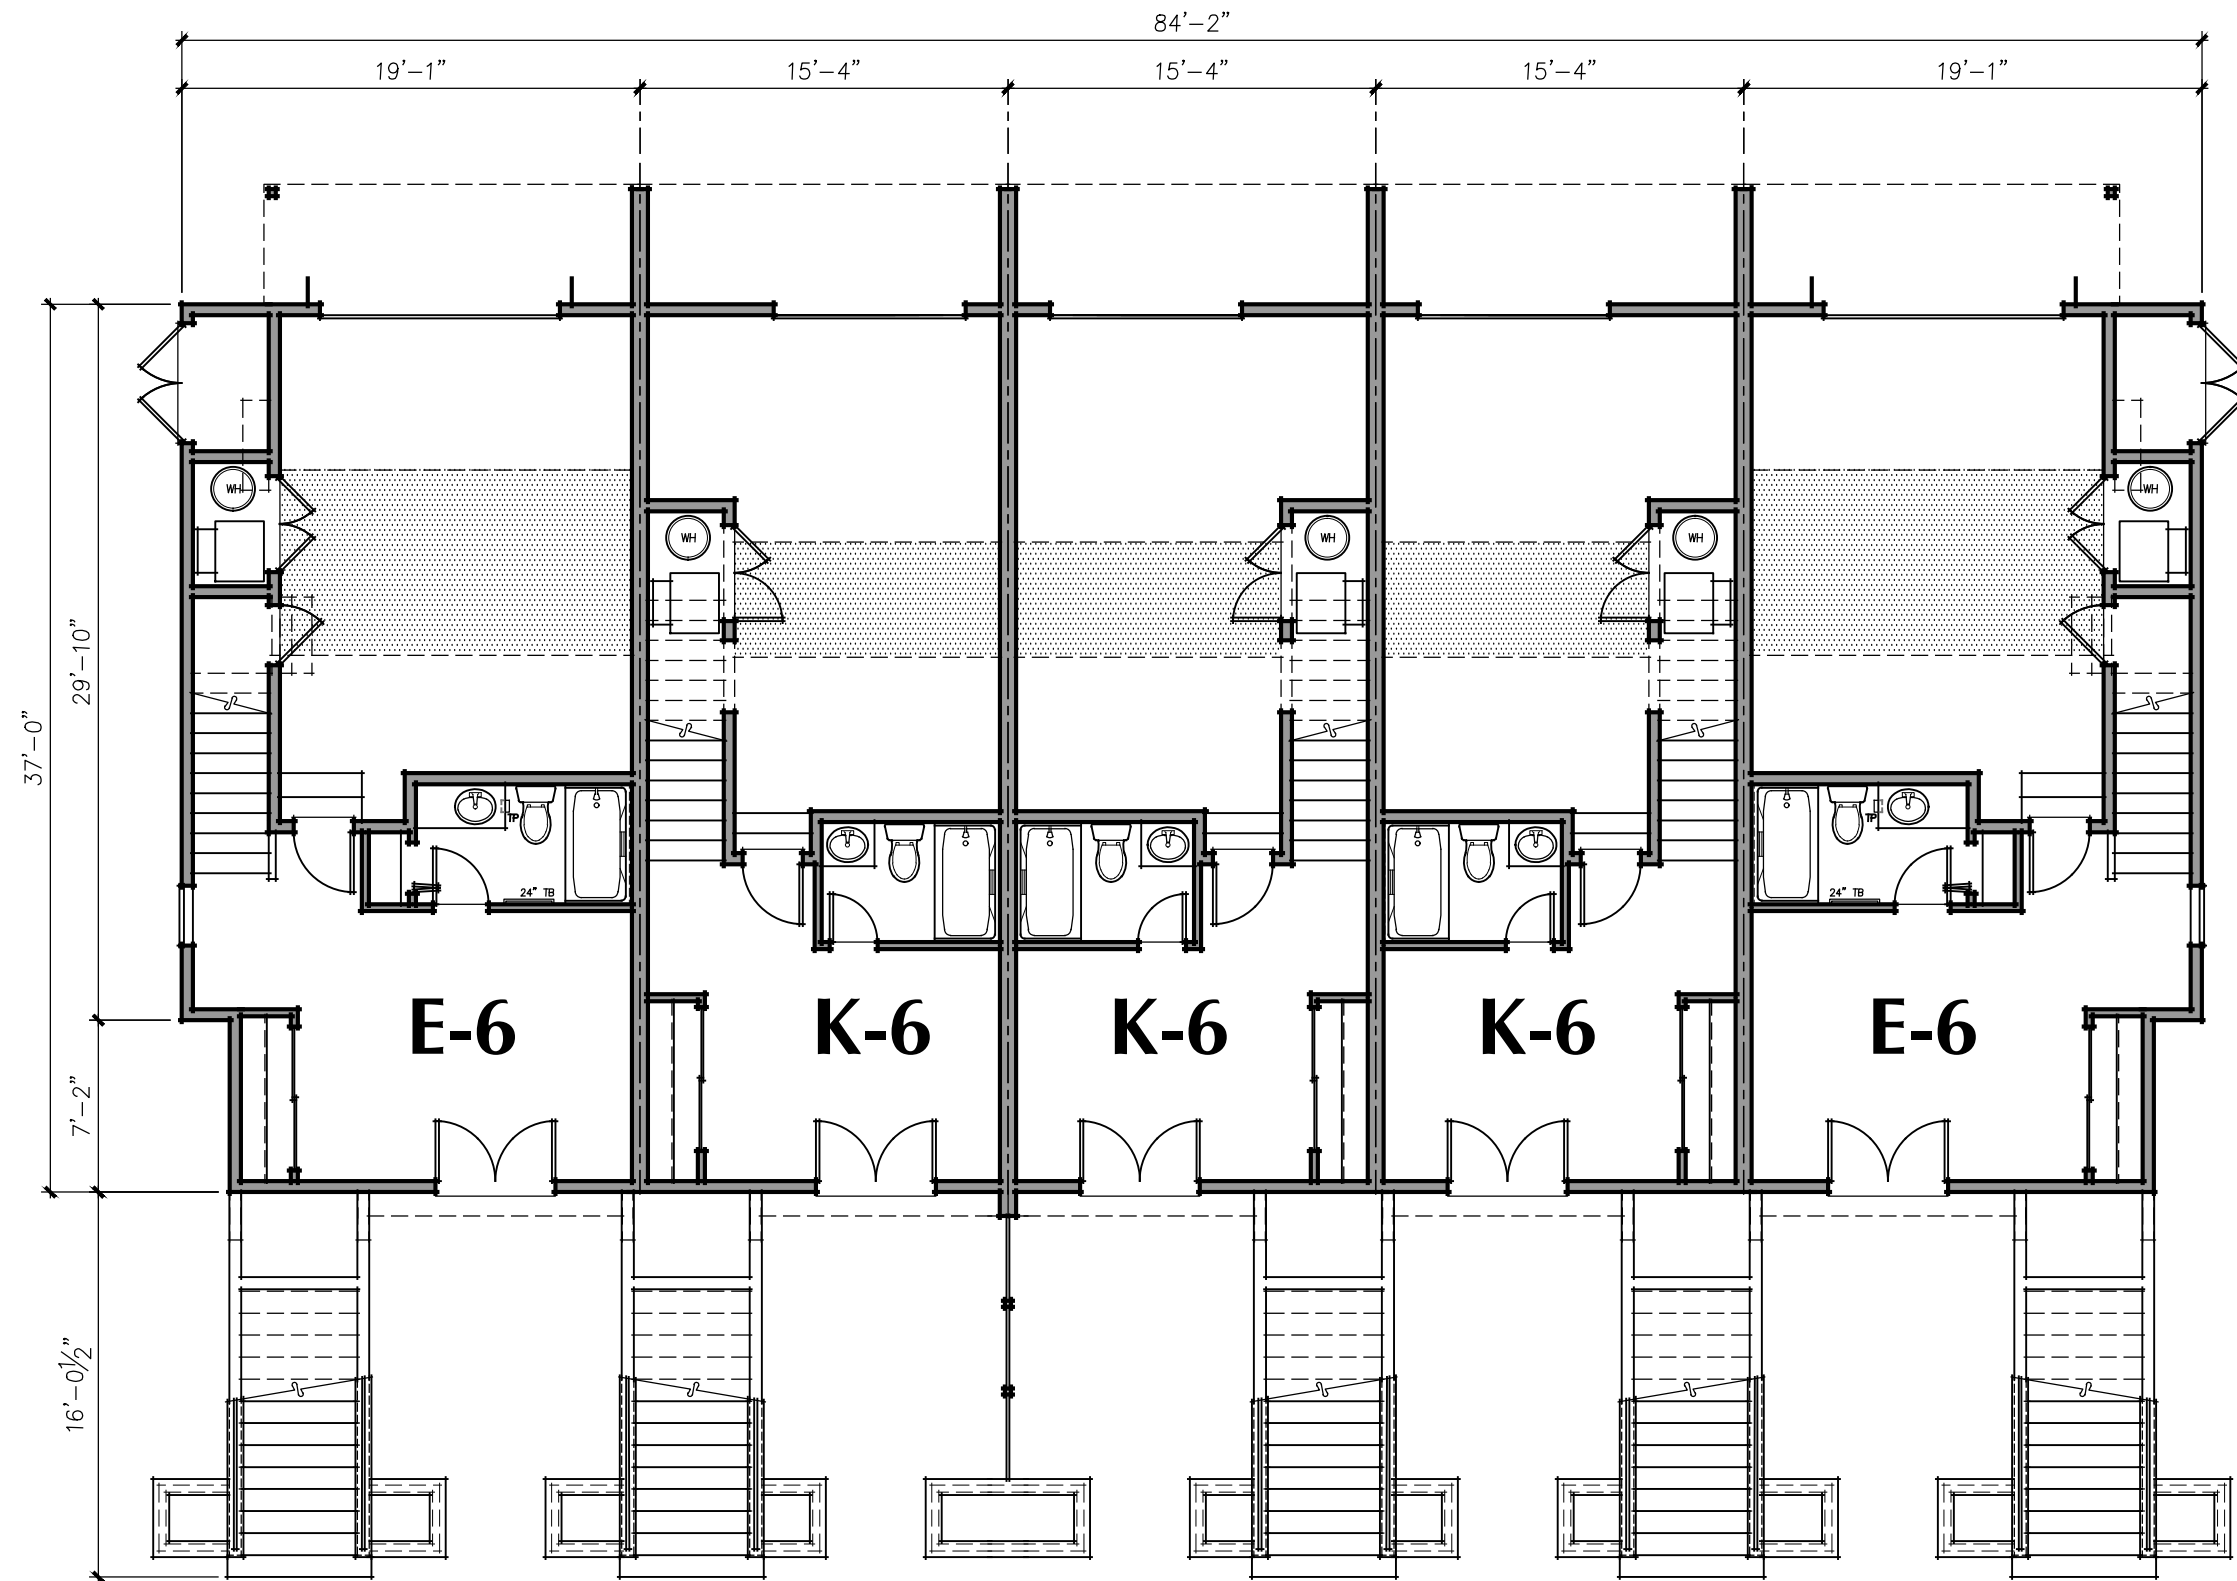 84'-2"
19'-1" 15'-4" 15'-4" 15'-4" 19'-1"
WH WH
WH WH WH
29'-10"
37'-0"
TP TP
24" TB 24" TB
E-6 K-6 K-6 K-6 E-6
7'-2"
16'-0½"